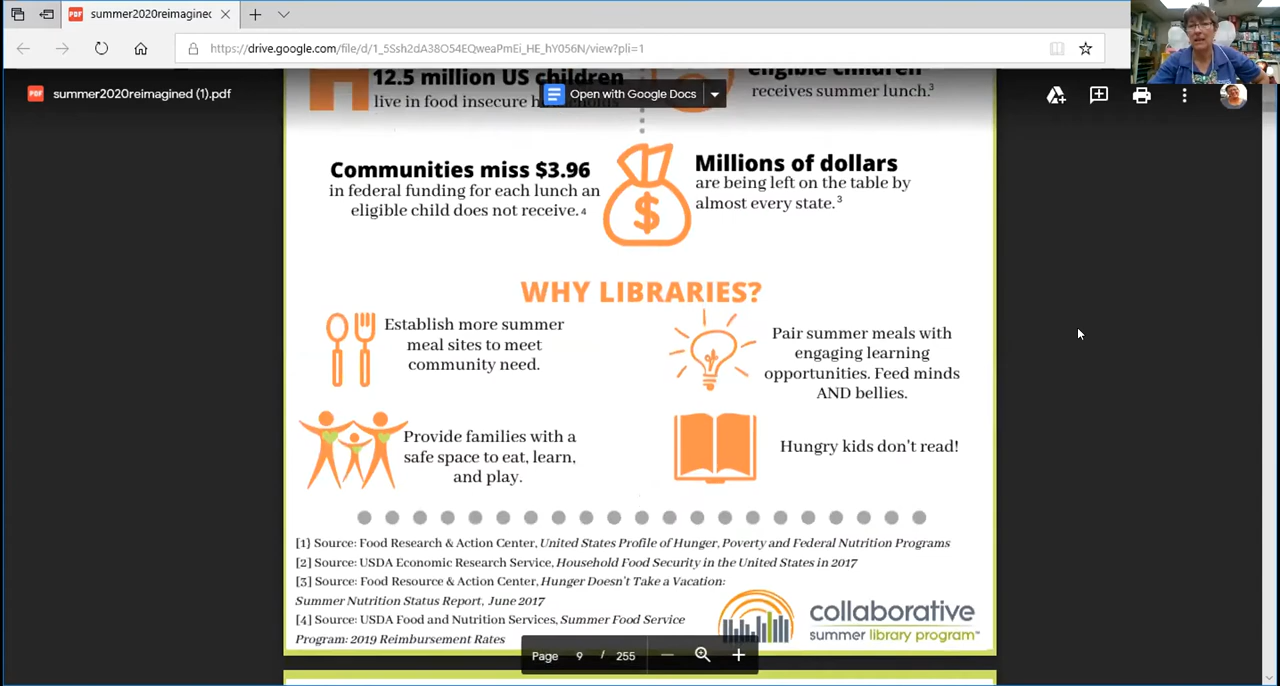 summer2020reimagined
https://drive.google.com/file/d/1_5Ssh2dA38O54EQweaPmEi_HE_hY056N/view?pli=1
summer2020reimagined (1).pdf
Open with Google Docs
12.5 million US children
live in food insecure
eligible children
receives summer lunch.3
Communities miss $3.96
in federal funding for each lunch an
eligible child does not receive.4
$
Millions of dollars
are being left on the table by
almost every state.3
WHY LIBRARIES?
Establish more summer
meal sites to meet
community need.
Pair summer meals with
engaging learning
opportunities. Feed minds
AND bellies.
Provide families with a
safe space to eat, learn,
and play.
Hungry kids don't read!
[1] Source: Food Research & Action Center, United States Profile of Hunger, Poverty and Federal Nutrition Programs
[2] Source: USDA Economic Research Service, Household Food Security in the United States in 2017
[3] Source: Food Resource & Action Center, Hunger Doesn't Take a Vacation:
Summer Nutrition Status Report, June 2017
[4] Source: USDA Food and Nutrition Services, Summer Food Service
Program: 2019 Reimbursement Rates
collaborative
summer library program™
Page 9 / 255